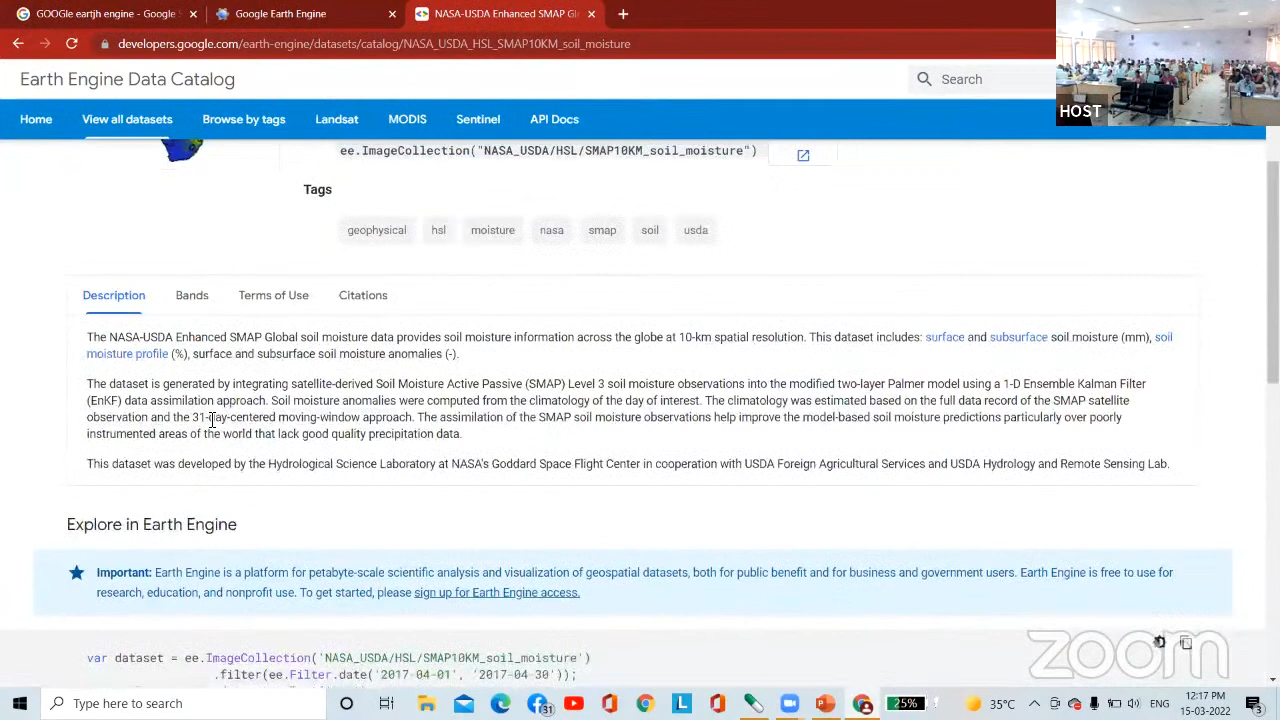 GOOGle earth engine - Google S
Google Earth Engine
NASA-USDA Enhanced SMAP Gl
developers.google.com/earth-engine/datasets/catalog/NASA_USDA_HSL_SMAP10KM_soil_moisture
Earth Engine Data Catalog
Search
HOST
Home View all datasets Browse by tags Landsat MODIS Sentinel API Docs
ee.ImageCollection("NASA_USDA/HSL/SMAP10KM_soil_moisture")
Tags
geophysical hsl moisture nasa smap soil usda
Description Bands Terms of Use Citations
The NASA-USDA Enhanced SMAP Global soil moisture data provides soil moisture information across the globe at 10-km spatial resolution. This dataset includes: surface and subsurface soil moisture (mm), soil
moisture profile (%), surface and subsurface soil moisture anomalies (-).
The dataset is generated by integrating satellite-derived Soil Moisture Active Passive (SMAP) Level 3 soil moisture observations into the modified two-layer Palmer model using a 1-D Ensemble Kalman Filter
(EnKF) data assimilation approach. Soil moisture anomalies were computed from the climatology of the day of interest. The climatology was estimated based on the full data record of the SMAP satellite
observation and the 31-day-centered moving-window approach. The assimilation of the SMAP soil moisture observations help improve the model-based soil moisture predictions particularly over poorly
instrumented areas of the world that lack good quality precipitation data.
This dataset was developed by the Hydrological Science Laboratory at NASA's Goddard Space Flight Center in cooperation with USDA Foreign Agricultural Services and USDA Hydrology and Remote Sensing Lab.
Explore in Earth Engine
Important: Earth Engine is a platform for petabyte-scale scientific analysis and visualization of geospatial datasets, both for public benefit and for business and government users. Earth Engine is free to use for
research, education, and nonprofit use. To get started, please sign up for Earth Engine access.
var dataset = ee.ImageCollection('NASA_USDA/HSL/SMAP10KM_soil_moisture')
.filter(ee.Filter.date('2017-04-01', '2017-04-30'));
zoom
Type here to search
31
25%
35°C
12:17 PM
15-03-2022
3